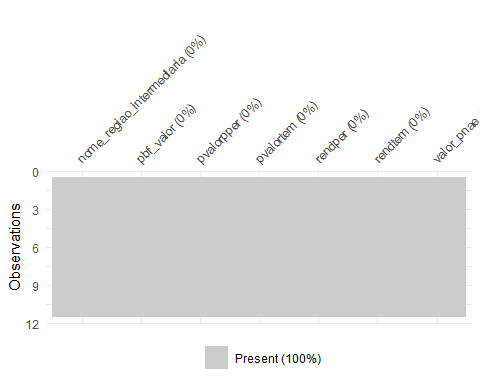 nome_regiao_intermediaria (0%)
pbf_valor (0%)
pvalorpper (0%)
pvalortem (0%)
rendper (0%)
rendtem (0%)
valor_pnae
0
3
6
9
12
Observations
Present (100%)